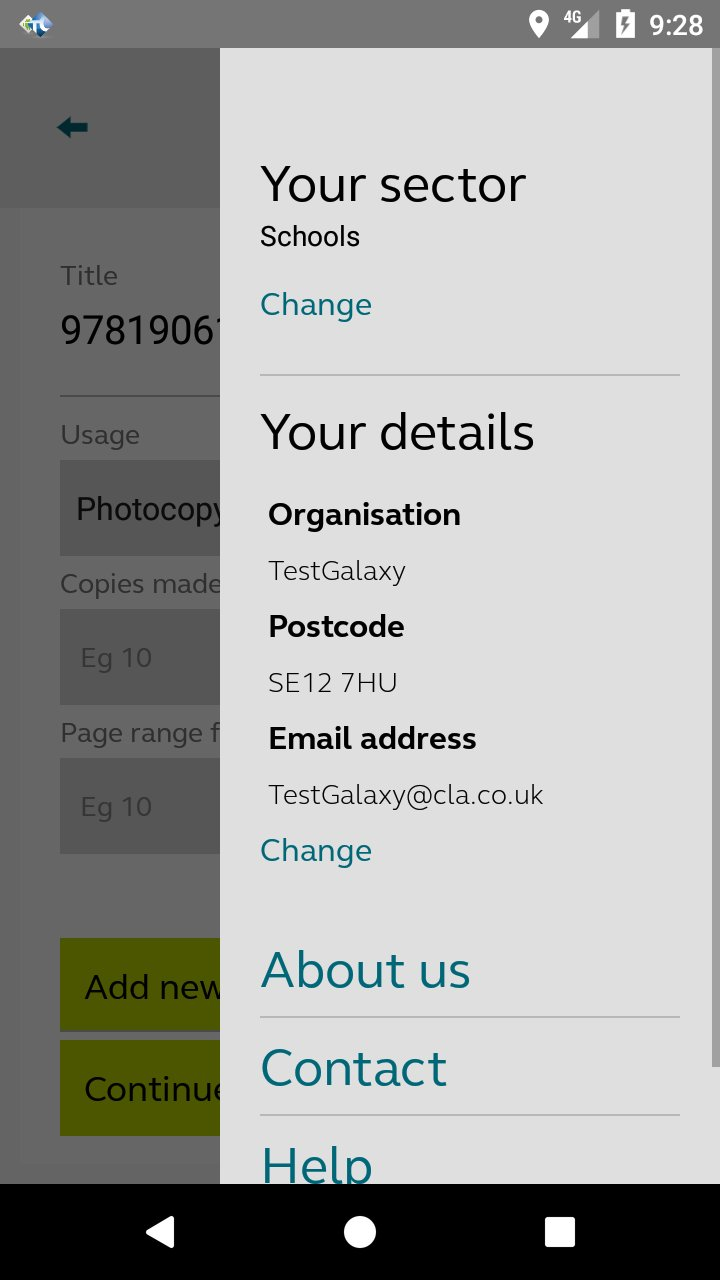 4G 9:28
Your sector
Schools
Change
Your details
Organisation
TestGalaxy
Postcode
SE12 7HU
Email address
TestGalaxy@cla.co.uk
Change
About us
Contact
Help
Title
9781906
Usage
Photocopy
Copies made
Eg 10
Page range f
Eg 10
Add new
Continue